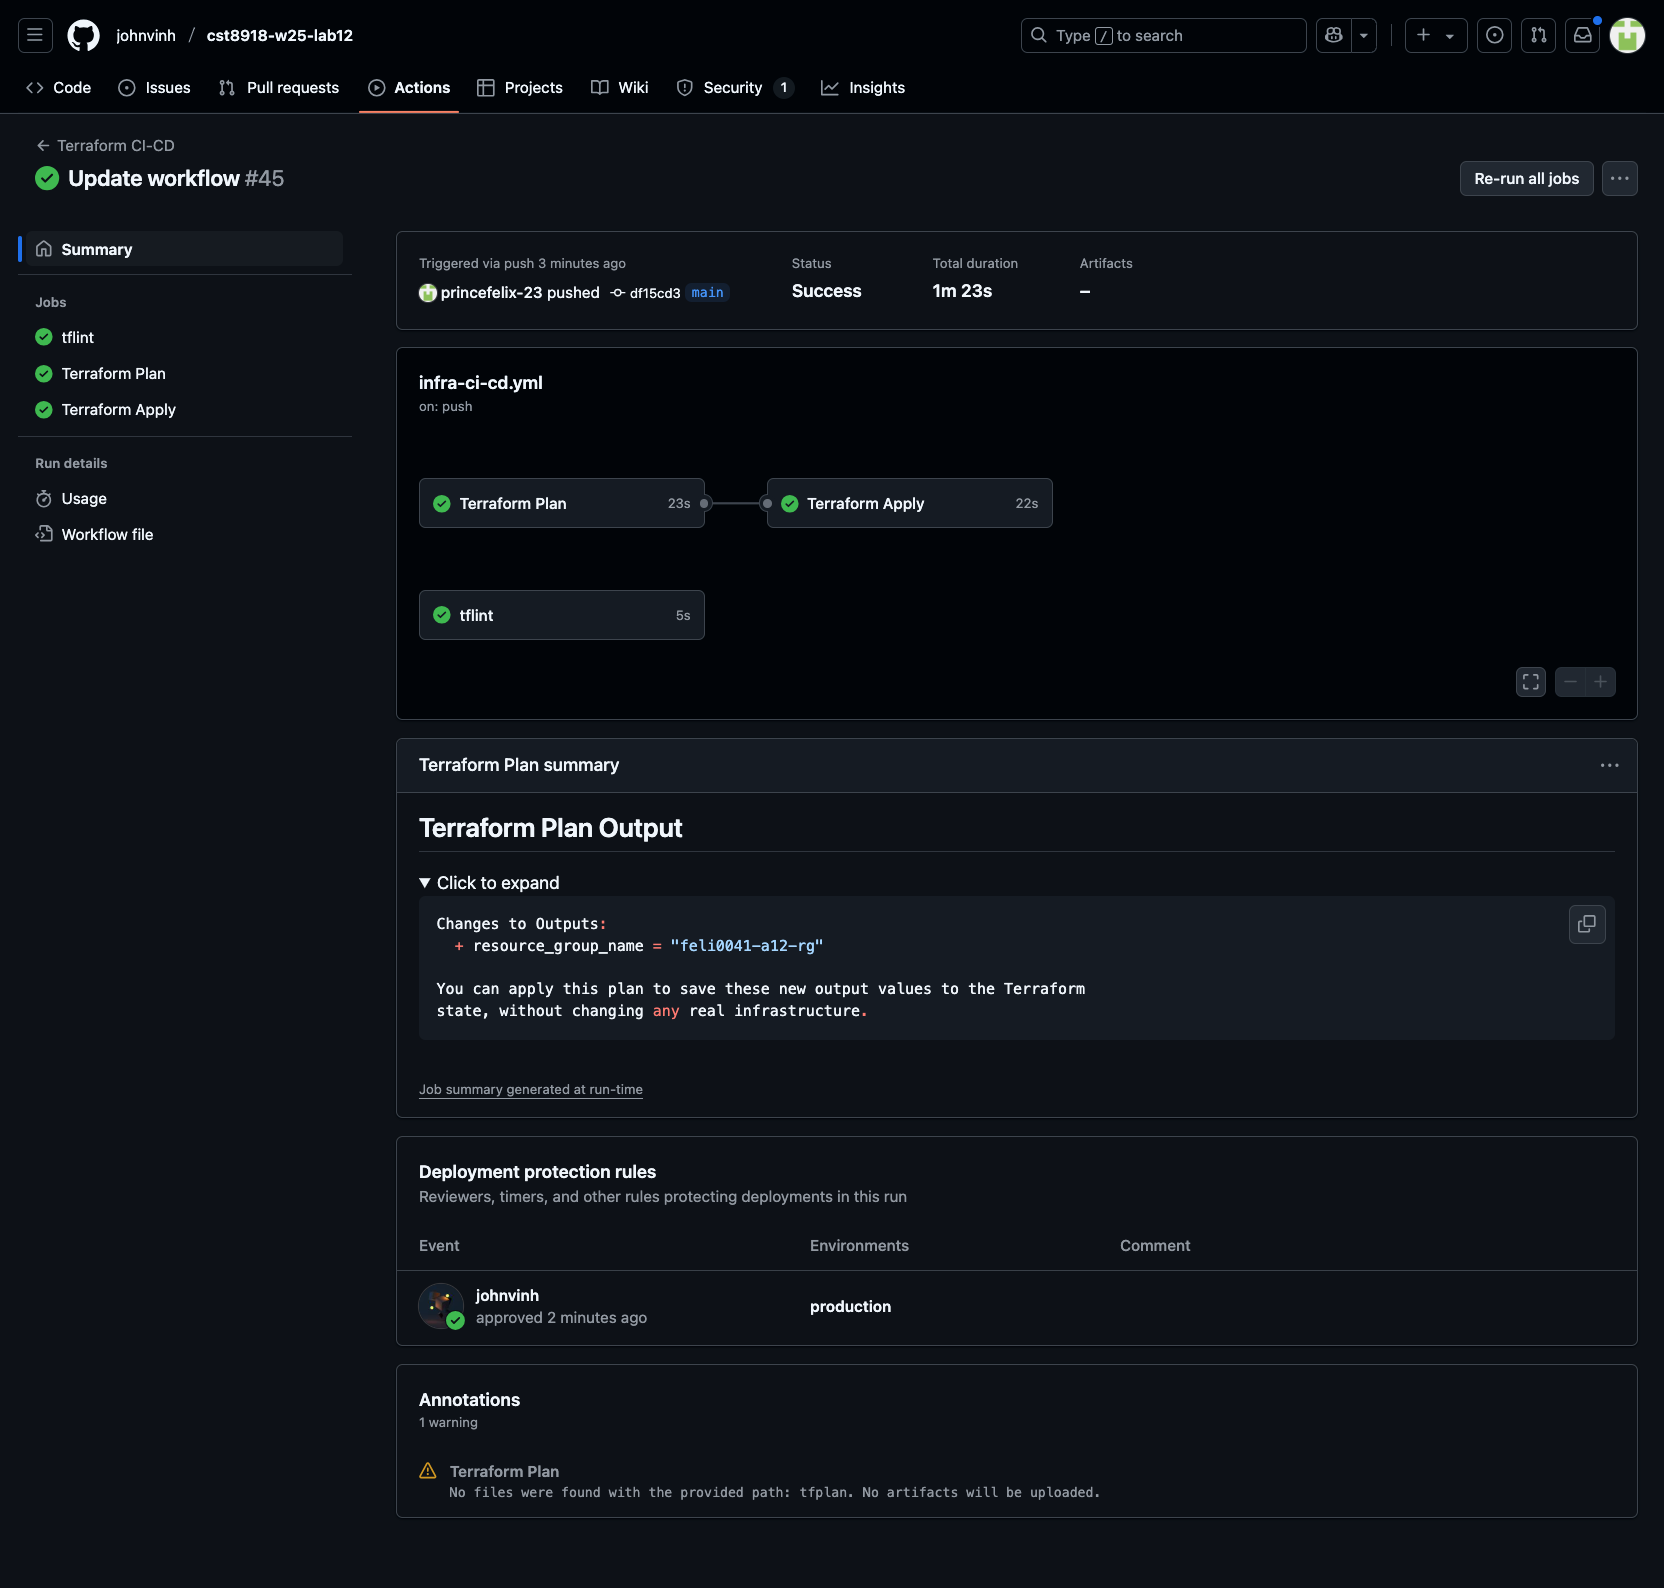 johnvinh / cst8918-w25-lab12
Type / to search
Code
Issues
Pull requests
Actions
Projects
Wiki
Security 1
Insights
Terraform CI-CD
Update workflow #45
Re-run all jobs
Summary
Jobs
tflint
Terraform Plan
Terraform Apply
Run details
Usage
Workflow file
Triggered via push 3 minutes ago
princefelix-23 pushed df15cd3 main
Status
Success
Total duration
1m 23s
Artifacts
–
infra-ci-cd.yml
on: push
Terraform Plan 23s
Terraform Apply 22s
tflint 5s
Terraform Plan summary
Terraform Plan Output
Click to expand
Changes to Outputs:
+ resource_group_name = "feli0041-a12-rg"
You can apply this plan to save these new output values to the Terraform
state, without changing any real infrastructure.
Job summary generated at run-time
Deployment protection rules
Reviewers, timers, and other rules protecting deployments in this run
Event Environments Comment
johnvinh
approved 2 minutes ago
production
Annotations
1 warning
Terraform Plan
No files were found with the provided path: tfplan. No artifacts will be uploaded.